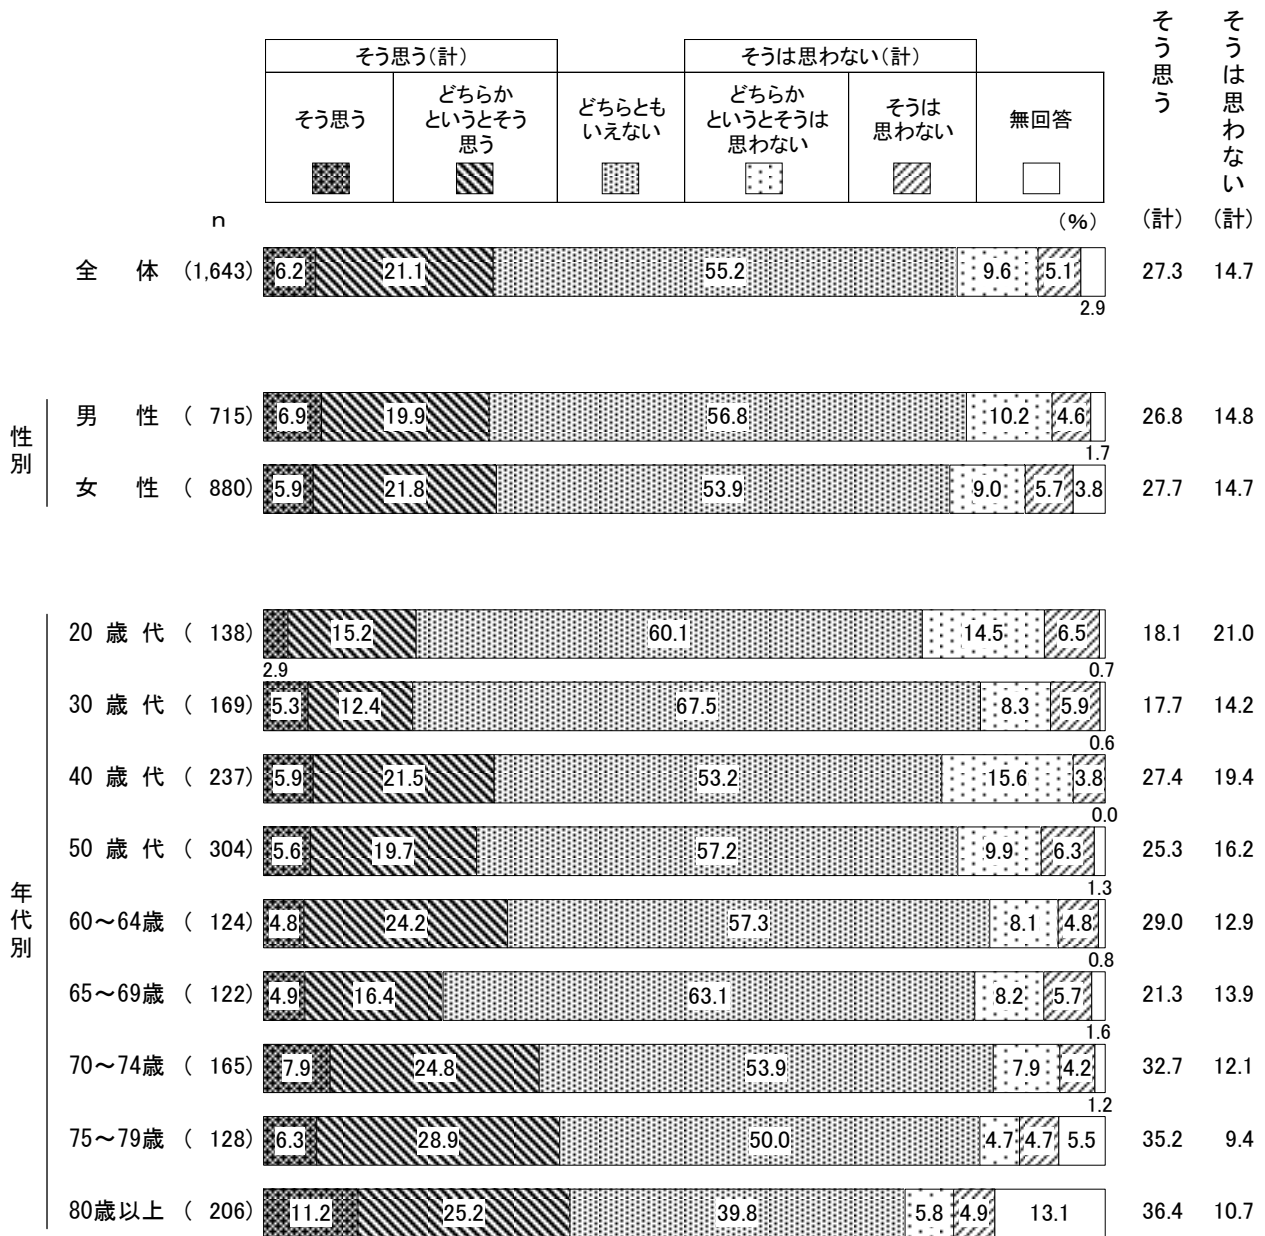 そう思う
そうは思わない
そう思う(計)
そうは思わない(計)
そう思う
どちらか
というとそう
思う
どちらとも
いえない
どちらか
というとそうは
思わない
そうは
思わない
無回答
n
(%)
(計)
(計)
全体 (1,643) 6.2 21.1 55.2 9.6 5.1 27.3 14.7
2.9
性別
男性 ( 715) 6.9 19.9 56.8 10.2 4.6 26.8 14.8
1.7
女性 ( 880) 5.9 21.8 53.9 9.0 5.7 3.8 27.7 14.7
年代別
20歳代 ( 138) 15.2 60.1 14.5 6.5 18.1 21.0
2.9 0.7
30歳代 ( 169) 5.3 12.4 67.5 8.3 5.9 17.7 14.2
0.6
40歳代 ( 237) 5.9 21.5 53.2 15.6 3.8 27.4 19.4
0.0
50歳代 ( 304) 5.6 19.7 57.2 9.9 6.3 25.3 16.2
1.3
60～64歳 ( 124) 4.8 24.2 57.3 8.1 4.8 29.0 12.9
0.8
65～69歳 ( 122) 4.9 16.4 63.1 8.2 5.7 21.3 13.9
1.6
70～74歳 ( 165) 7.9 24.8 53.9 7.9 4.2 32.7 12.1
1.2
75～79歳 ( 128) 6.3 28.9 50.0 4.7 4.7 5.5 35.2 9.4
80歳以上 ( 206) 11.2 25.2 39.8 5.8 4.9 13.1 36.4 10.7